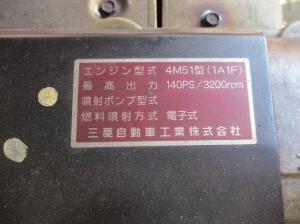 エンジン型式 4M51型(1A1F)
最高出力 140PS/3200rpm
噴射ポンプ型式
燃料噴射方式 電子式
三菱自動車工業株式会社